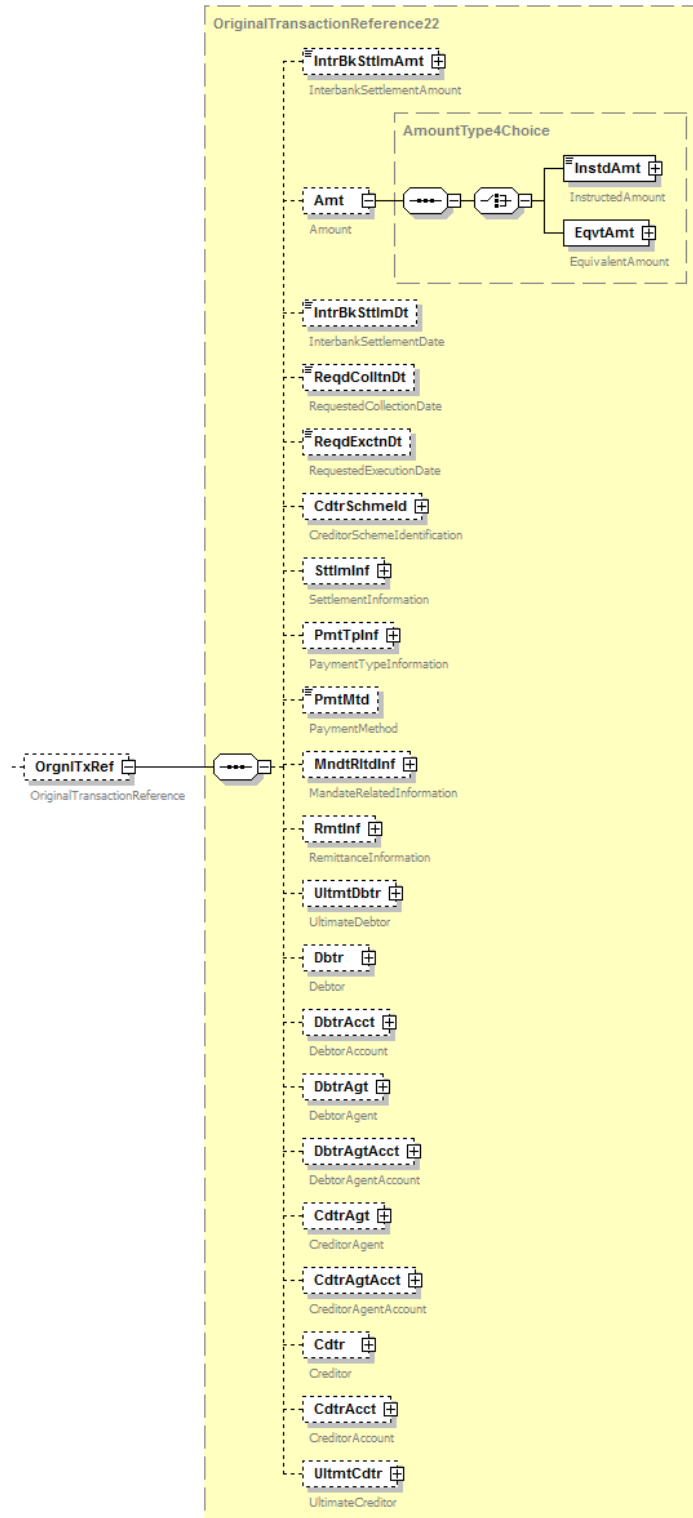 OriginalTransactionReference22
IntrBkSttlmAmt
InterbankSettlementAmount
AmountType4Choice
InstdAmt
InstructedAmount
Amt
Amount
EqvtAmt
EquivalentAmount
IntrBkSttlmDt
InterbankSettlementDate
ReqdColltnDt
RequestedCollectionDate
ReqdExctnDt
RequestedExecutionDate
CdtrSchmeId
CreditorSchemeIdentification
SttlmInf
SettlementInformation
PmtTpInf
PaymentTypeInformation
PmtMtd
PaymentMethod
OrgnlTxRef
OriginalTransactionReference
MndtRltdInf
MandateRelatedInformation
RmtInf
RemittanceInformation
UltmtDbtr
UltimateDebtor
Dbtr
Debtor
DbtrAcct
DebtorAccount
DbtrAgt
DebtorAgent
DbtrAgtAcct
DebtorAgentAccount
CdtrAgt
CreditorAgent
CdtrAgtAcct
CreditorAgentAccount
Cdtr
Creditor
CdtrAcct
CreditorAccount
UltmtCdtr
UltimateCreditor